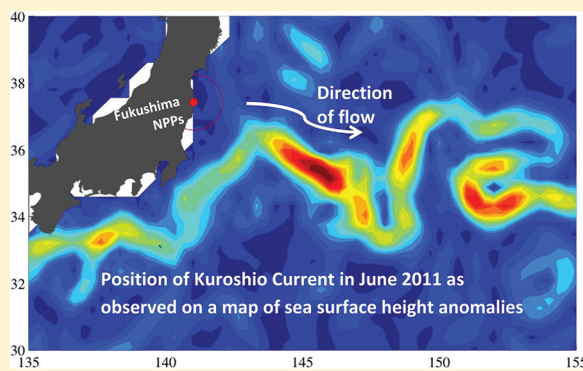 40
38
36
34
32
30
135
140
145
150
155
Fukushima
NPPs
Direction
of flow
Position of Kuroshio Current in June 2011 as
observed on a map of sea surface height anomalies